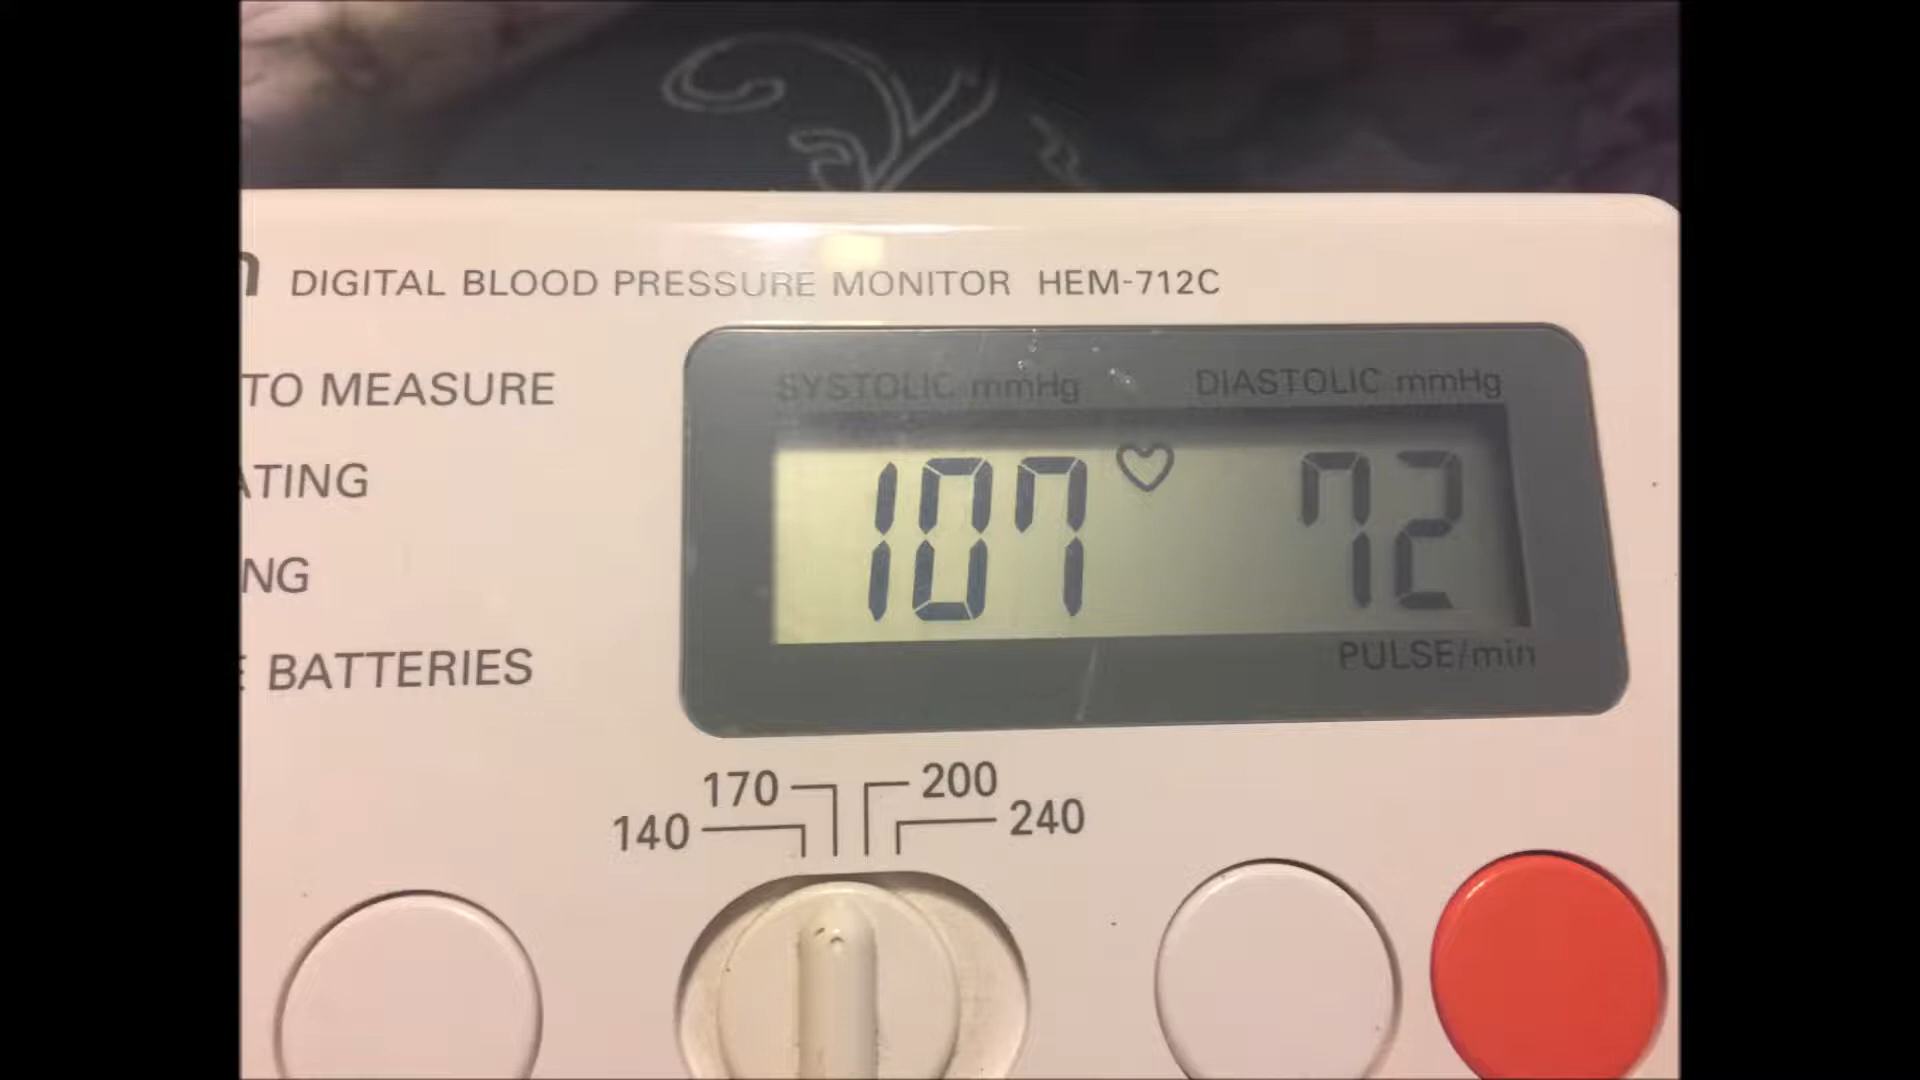 n DIGITAL BLOOD PRESSURE MONITOR HEM-712C
TO MEASURE
ATING
NG
E BATTERIES
SYSTOLIC mmHg DIASTOLIC mmHg
107 72
PULSE/min
170 200
140 240